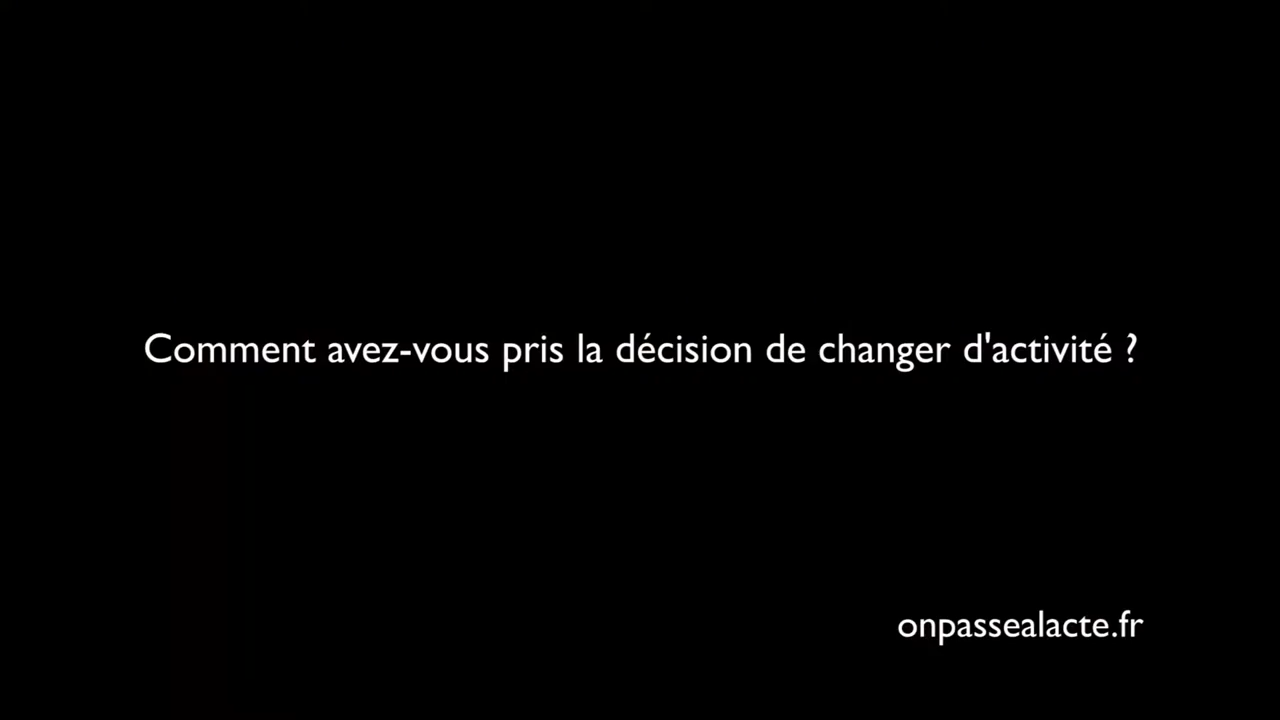 Comment avez-vous pris la décision de changer d'activité ?
onpassealacte.fr